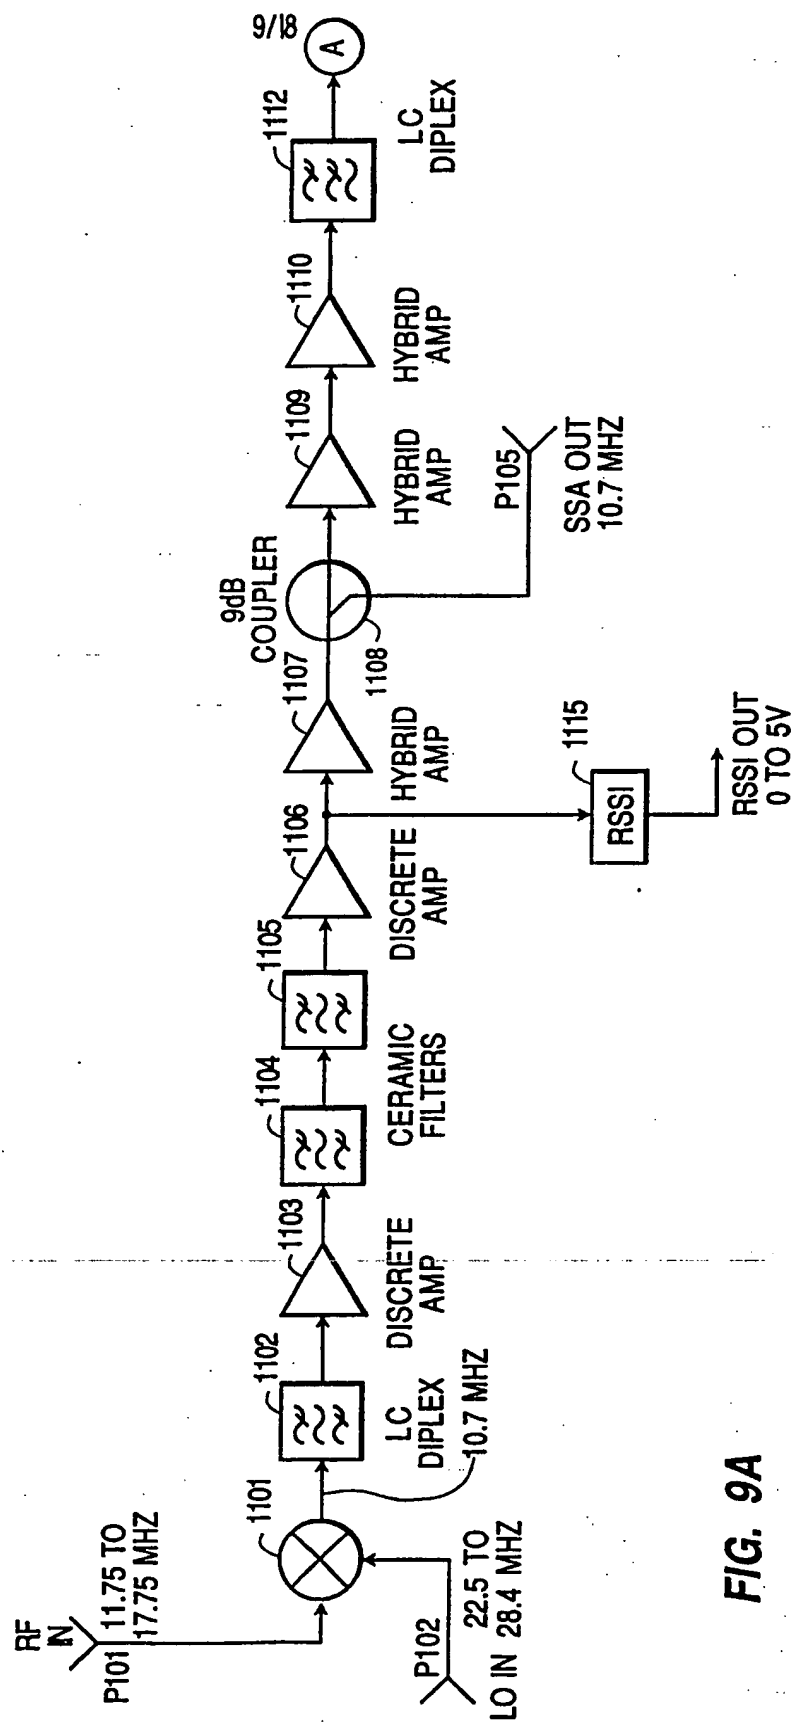 RF
IN
P101
11.75 TO
17.75 MHZ
P102
22.5 TO
LO IN 28.4 MHZ
1101
10.7 MHZ
1102
LC
DIPLEX
1103
DISCRETE
AMP
1104
1105
CERAMIC
FILTERS
1106
DISCRETE
AMP
1115
RSSI
RSSI OUT
0 TO 5V
1107
HYBRID
AMP
9dB
COUPLER
1108
P105
SSA OUT
10.7 MHZ
1109
HYBRID
AMP
1110
HYBRID
AMP
1112
LC
DIPLEX
9/18
A
FIG. 9A